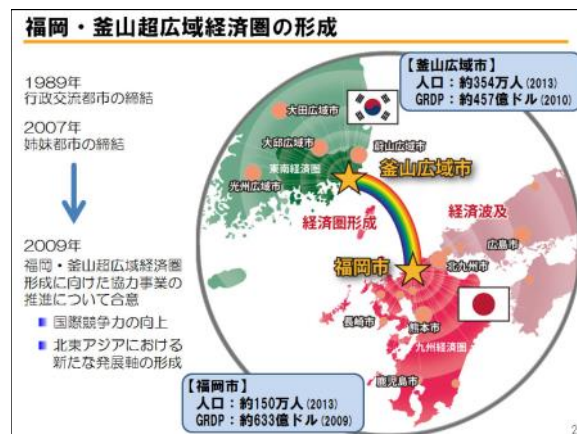 福岡・釜山超広域経済圏の形成
1989年
行政交流都市の締結
2007年
姉妹都市の締結
2009年
福岡・釜山超広域経済圏
形成に向けた協力事業の
推進について合意
国際競争力の向上
北東アジアにおける
新たな発展軸の形成
【釜山広域市】
人口：約354万人(2013)
GRDP：約457億ドル(2010)
大田広域市
大邱広域市
蔚山広域市
東南経済圏
釜山広域市
光州広域市
経済圏形成
経済波及
広島市
福岡市
北九州市
長崎市
熊本市
九州経済圏
鹿児島市
【福岡市】
人口：約150万人(2013)
GRDP：約633億ドル(2009)
2